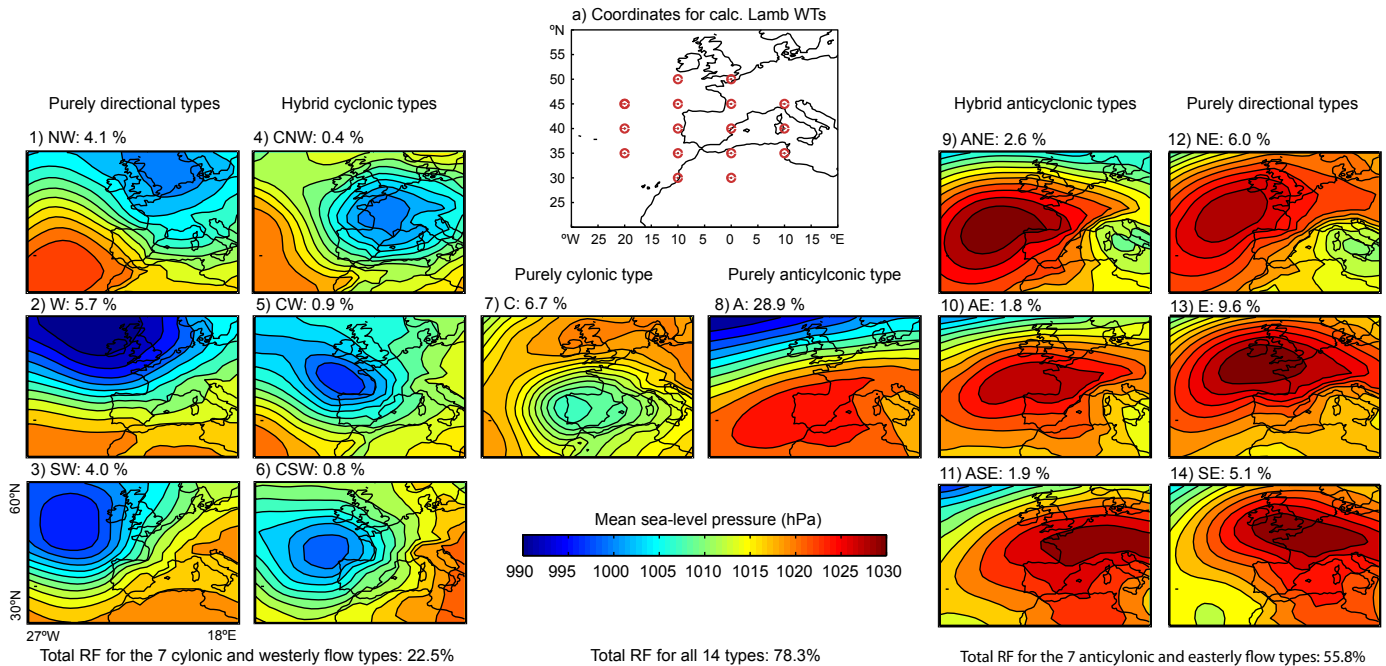 a) Coordinates for calc. Lamb WTs
ºN
50
45
40
35
30
25
ºW 25 20 10 5 0 10 15 ºE
Purely directional types
Hybrid cyclonic types
Hybrid anticyclonic types
Purely directional types
1) NW: 4.1 %
4) CNW: 0.4 %
9) ANE: 2.6 %
12) NE: 6.0 %
Purely cylonic type
Purely anticylconic type
2) W: 5.7 %
5) CW: 0.9 %
7) C: 6.7 %
8) A: 28.9 %
10) AE: 1.8 %
13) E: 9.6 %
3) SW: 4.0 %
6) CSW: 0.8 %
11) ASE: 1.9 %
14) SE: 5.1 %
60ºN
30ºN
27ºW 18ºE
Mean sea-level pressure (hPa)
990 995 1000 1005 1010 1015 1020 1025 1030
Total RF for the 7 cylonic and westerly flow types: 22.5%
Total RF for all 14 types: 78.3%
Total RF for the 7 anticylonic and easterly flow types: 55.8%